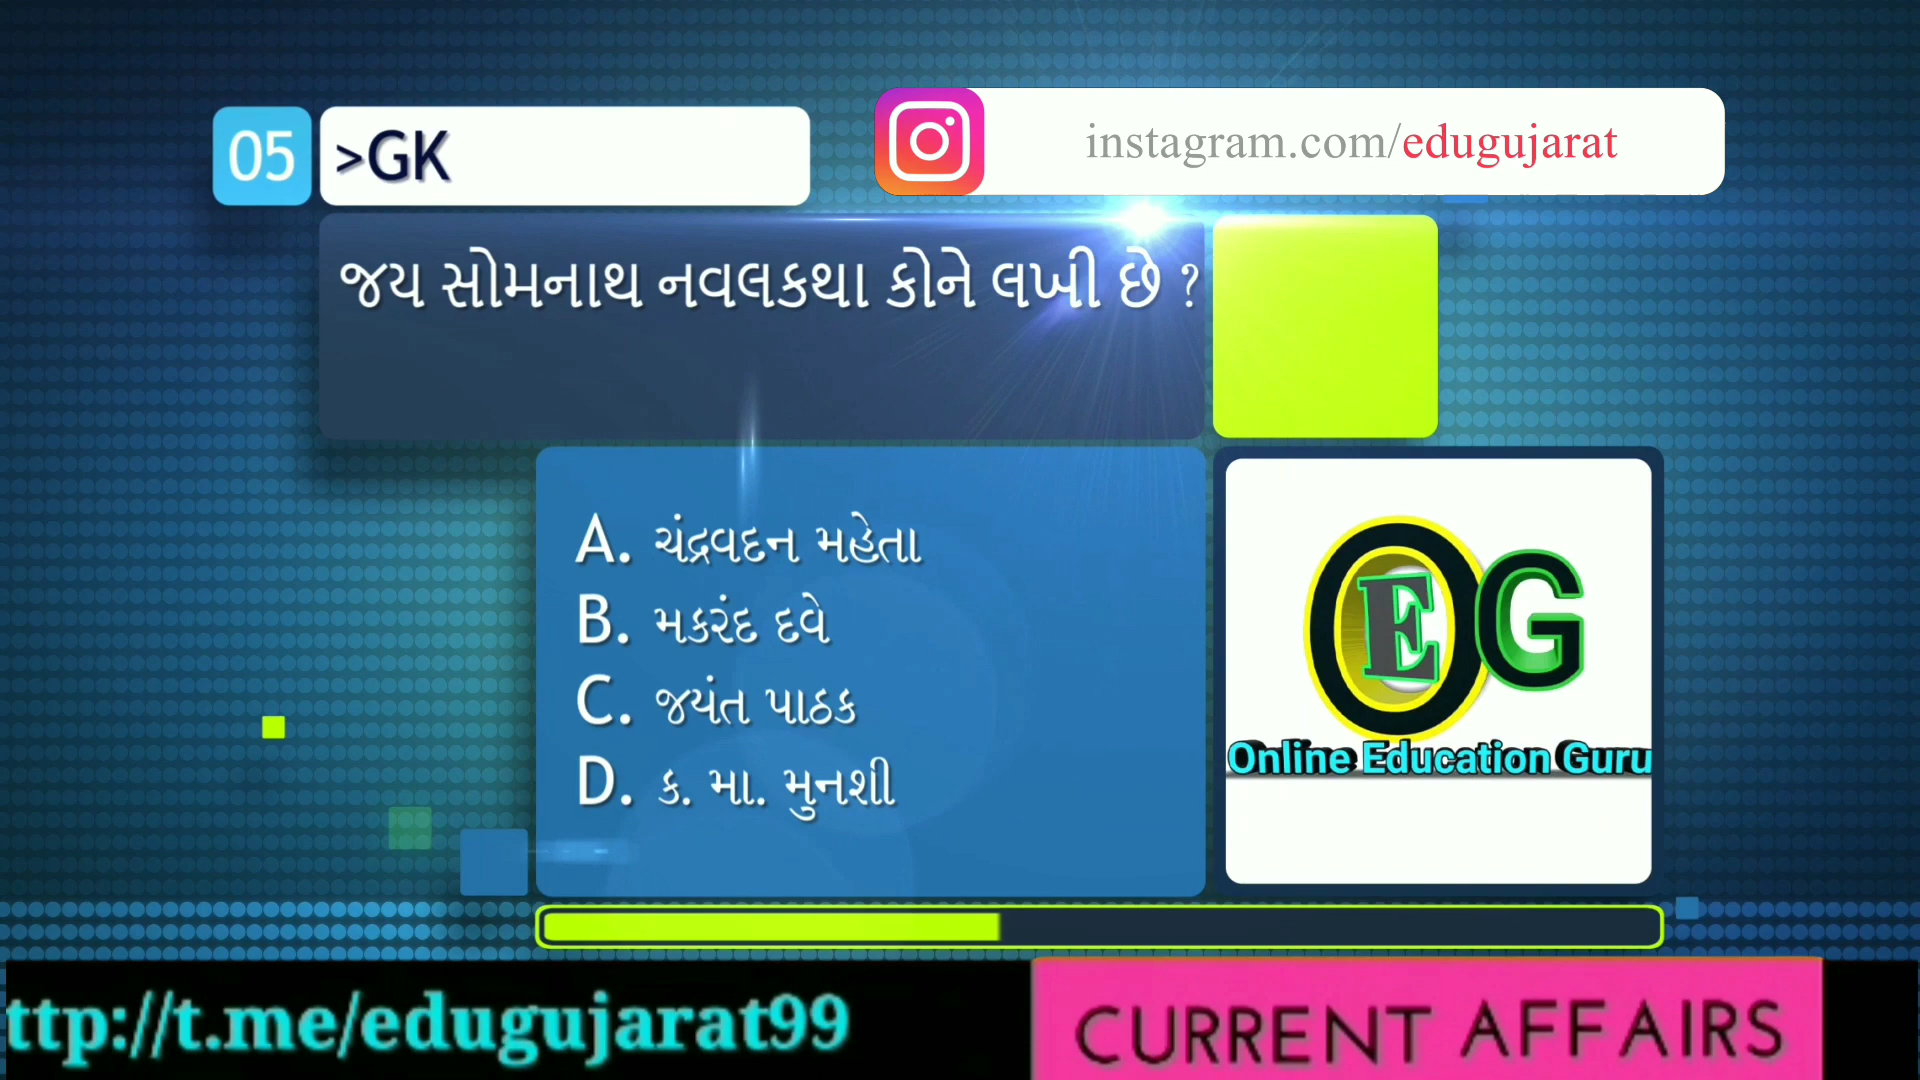 05 >GK
instagram.com/edugujarat
જય સોમનાથ નવલકથા કોને લખી છે ?
A. ચંદ્રવદન મહેતા
B. મકરંદ દવે
C. જયંત પાઠક
D. ક. મા. મુનશી
OEG
Online Education Guru
ttp://t.me/edugujarat99
CURRENT AFFAIRS